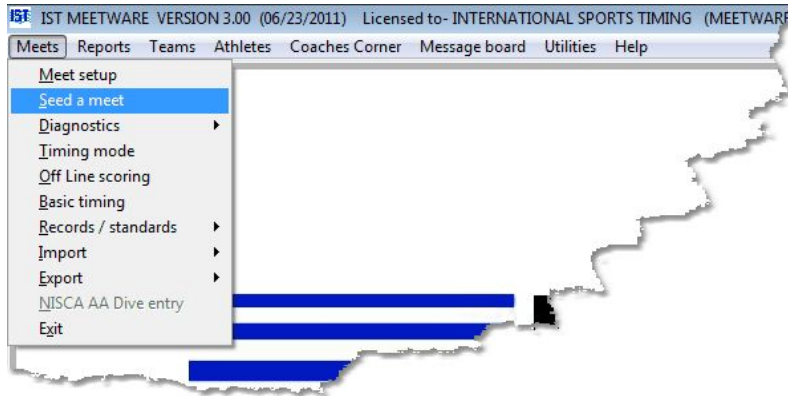 IST IST MEETWARE VERSION 3.00 (06/23/2011) Licensed to- INTERNATIONAL SPORTS TIMING (MEETWARE
Meets Reports Teams Athletes Coaches Corner Message board Utilities Help
Meet setup
Seed a meet
Diagnostics
Timing mode
Off Line scoring
Basic timing
Records / standards
Import
Export
NISCA AA Dive entry
Exit